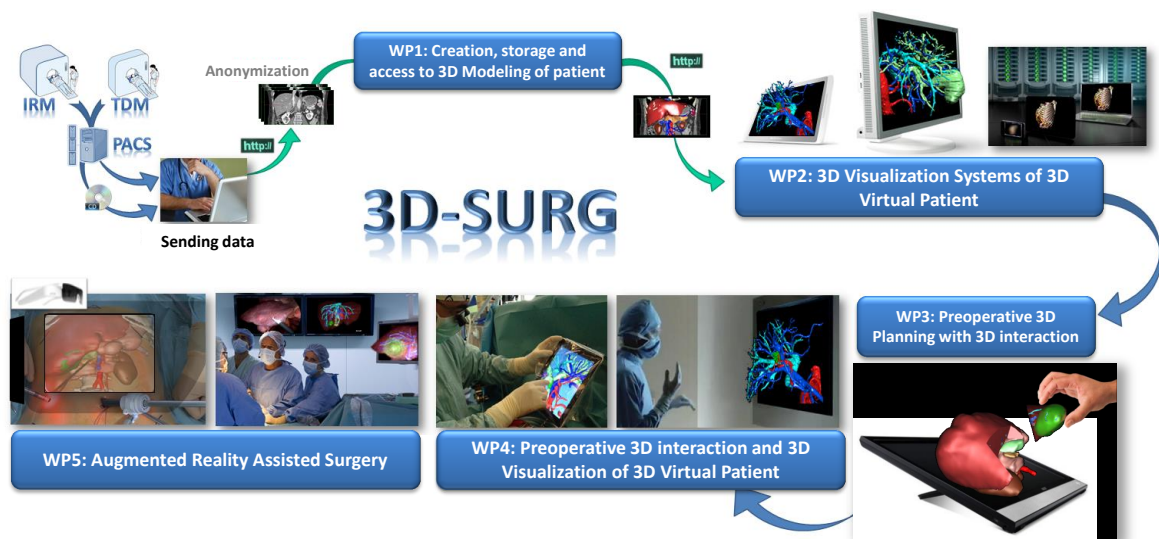 IRM
TDM
PACS
CD
http://
Sending data
Anonymization
WP1: Creation, storage and
access to 3D Modeling of patient
http://
WP2: 3D Visualization Systems of 3D
Virtual Patient
3D-SURG
WP3: Preoperative 3D
Planning with 3D interaction
WP4: Preoperative 3D interaction and 3D
Visualization of 3D Virtual Patient
WP5: Augmented Reality Assisted Surgery